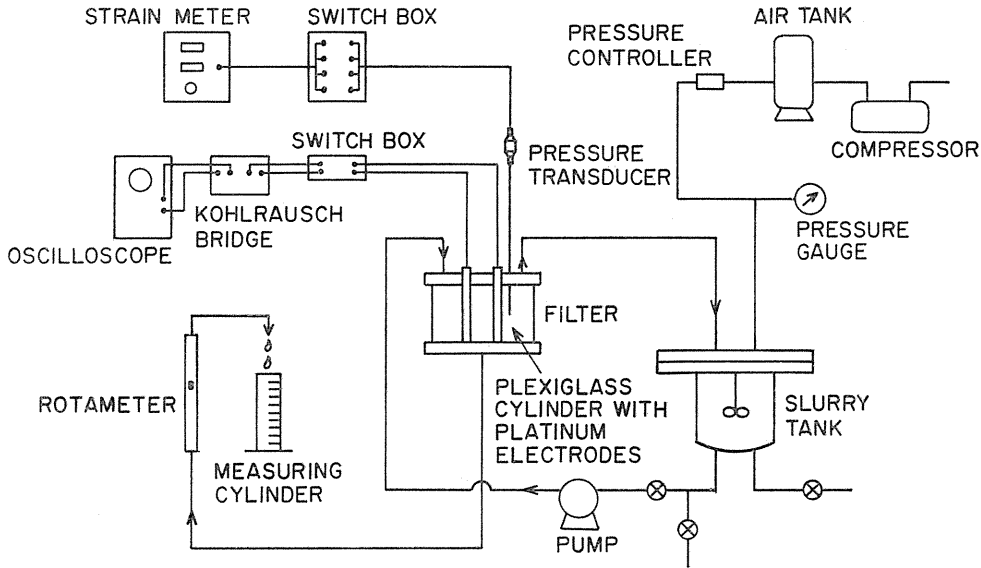 STRAIN METER
SWITCH BOX
AIR TANK
PRESSURE
CONTROLLER
COMPRESSOR
SWITCH BOX
PRESSURE
TRANSDUCER
KOHLRAUSCH
BRIDGE
OSCILLOSCOPE
PRESSURE
GAUGE
FILTER
ROTAMETER
MEASURING
CYLINDER
PLEXIGLASS
CYLINDER WITH
PLATINUM
ELECTRODES
SLURRY
TANK
PUMP